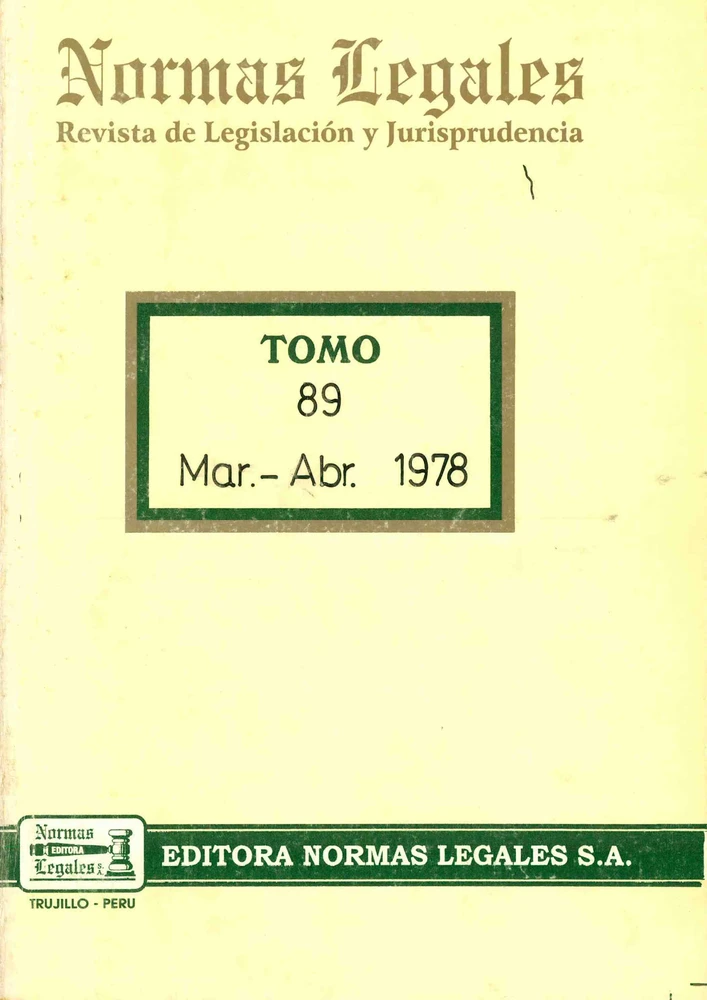 Normas Legales
Revista de Legislación y Jurisprudencia
TOMO
89
Mar.- Abr. 1978
Normas
EDITORA
Legales S.A.
EDITORA NORMAS LEGALES S.A.
TRUJILLO - PERU